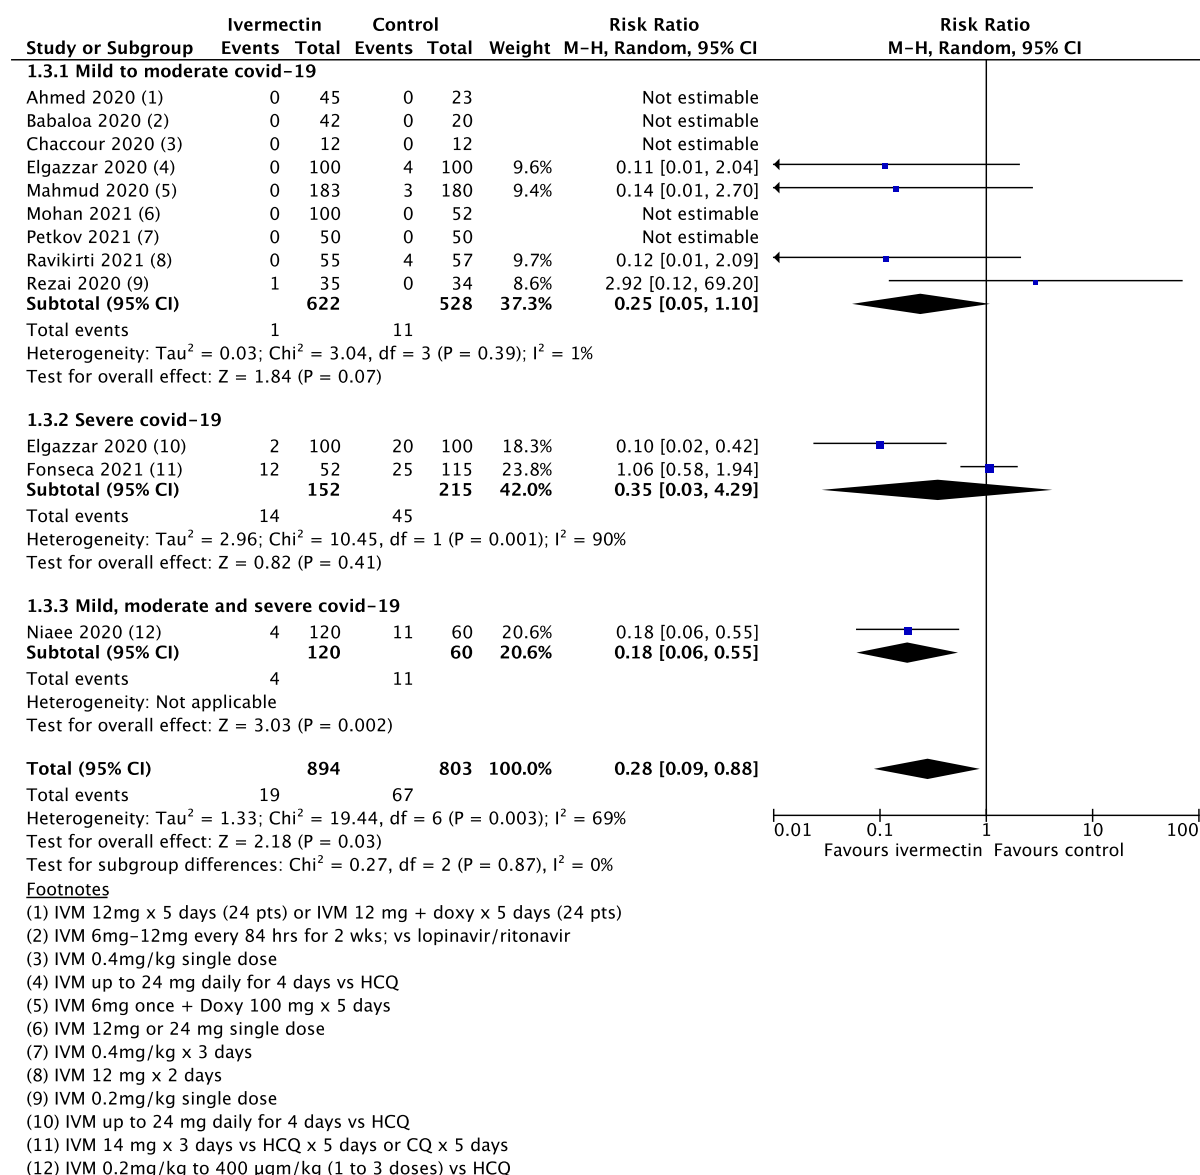 Ivermectin Control Risk Ratio Risk Ratio
Study or Subgroup Events Total Events Total Weight M-H, Random, 95% CI M-H, Random, 95% CI
1.3.1 Mild to moderate covid-19
Ahmed 2020 (1) 0 45 0 23 Not estimable
Babaloa 2020 (2) 0 42 0 20 Not estimable
Chaccour 2020 (3) 0 12 0 12 Not estimable
Elgazzar 2020 (4) 0 100 4 100 9.6% 0.11 [0.01, 2.04]
Mahmud 2020 (5) 0 183 3 180 9.4% 0.14 [0.01, 2.70]
Mohan 2021 (6) 0 100 0 52 Not estimable
Petkov 2021 (7) 0 50 0 50 Not estimable
Ravikirti 2021 (8) 0 55 4 57 9.7% 0.12 [0.01, 2.09]
Rezai 2020 (9) 1 35 0 34 8.6% 2.92 [0.12, 69.20]
Subtotal (95% CI) 622 528 37.3% 0.25 [0.05, 1.10]
Total events 1 11
Heterogeneity: Tau² = 0.03; Chi² = 3.04, df = 3 (P = 0.39); I² = 1%
Test for overall effect: Z = 1.84 (P = 0.07)
1.3.2 Severe covid-19
Elgazzar 2020 (10) 2 100 20 100 18.3% 0.10 [0.02, 0.42]
Fonseca 2021 (11) 12 52 25 115 23.8% 1.06 [0.58, 1.94]
Subtotal (95% CI) 152 215 42.0% 0.35 [0.03, 4.29]
Total events 14 45
Heterogeneity: Tau² = 2.96; Chi² = 10.45, df = 1 (P = 0.001); I² = 90%
Test for overall effect: Z = 0.82 (P = 0.41)
1.3.3 Mild, moderate and severe covid-19
Niaee 2020 (12) 4 120 11 60 20.6% 0.18 [0.06, 0.55]
Subtotal (95% CI) 120 60 20.6% 0.18 [0.06, 0.55]
Total events 4 11
Heterogeneity: Not applicable
Test for overall effect: Z = 3.03 (P = 0.002)
Total (95% CI) 894 803 100.0% 0.28 [0.09, 0.88]
Total events 19 67
Heterogeneity: Tau² = 1.33; Chi² = 19.44, df = 6 (P = 0.003); I² = 69%
Test for overall effect: Z = 2.18 (P = 0.03)
Test for subgroup differences: Chi² = 0.27, df = 2 (P = 0.87), I² = 0%
0.01 0.1 1 10 100
Favours ivermectin Favours control
Footnotes
(1) IVM 12mg x 5 days (24 pts) or IVM 12 mg + doxy x 5 days (24 pts)
(2) IVM 6mg-12mg every 84 hrs for 2 wks; vs lopinavir/ritonavir
(3) IVM 0.4mg/kg single dose
(4) IVM up to 24 mg daily for 4 days vs HCQ
(5) IVM 6mg once + Doxy 100 mg x 5 days
(6) IVM 12mg or 24 mg single dose
(7) IVM 0.4mg/kg x 3 days
(8) IVM 12 mg x 2 days
(9) IVM 0.2mg/kg single dose
(10) IVM up to 24 mg daily for 4 days vs HCQ
(11) IVM 14 mg x 3 days vs HCQ x 5 days or CQ x 5 days
(12) IVM 0.2mg/kg to 400 µgm/kg (1 to 3 doses) vs HCQ